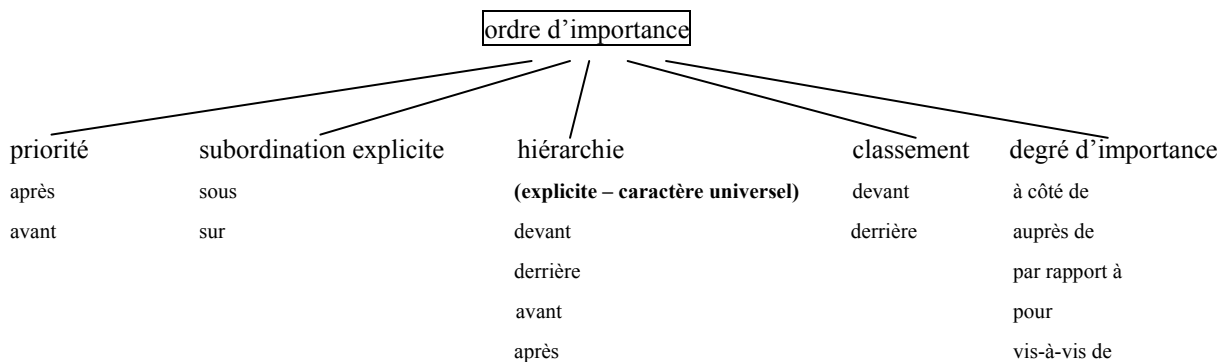 ordre d’importance
priorité subordination explicite hiérarchie classement degré d’importance
après sous (explicite – caractère universel) devant à côté de
avant sur devant derrière auprès de
derrière par rapport à
avant pour
après vis-à-vis de